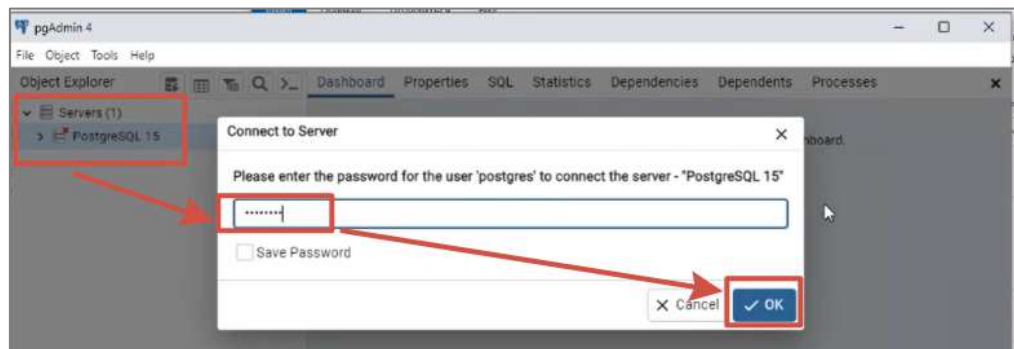 pgAdmin 4
File Object Tools Help
Object Explorer Dashboard Properties SQL Statistics Dependencies Dependents Processes
Servers (1)
PostgreSQL 15
Connect to Server
Please enter the password for the user 'postgres' to connect the server - "PostgreSQL 15"
••••••••
Save Password
Cancel OK